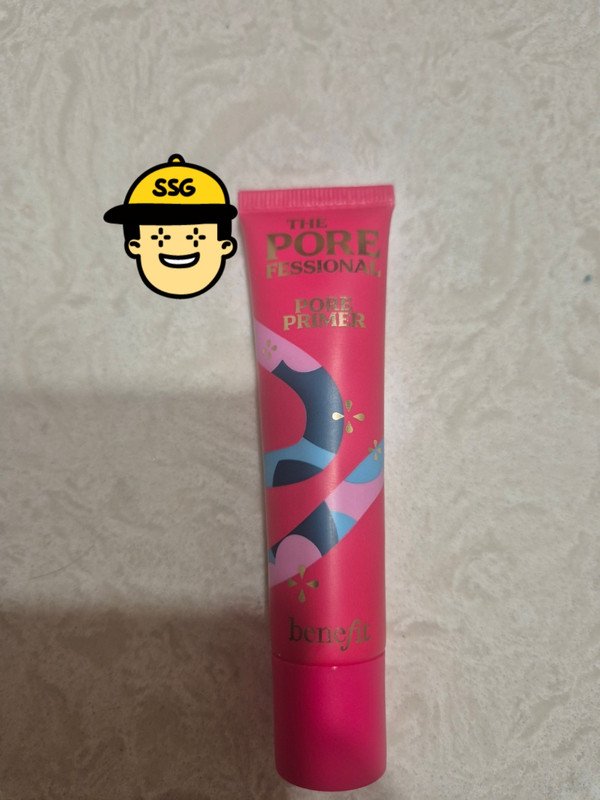 SSG
THE
PORE
FESSIONAL
PORE
PRIMER
benefit